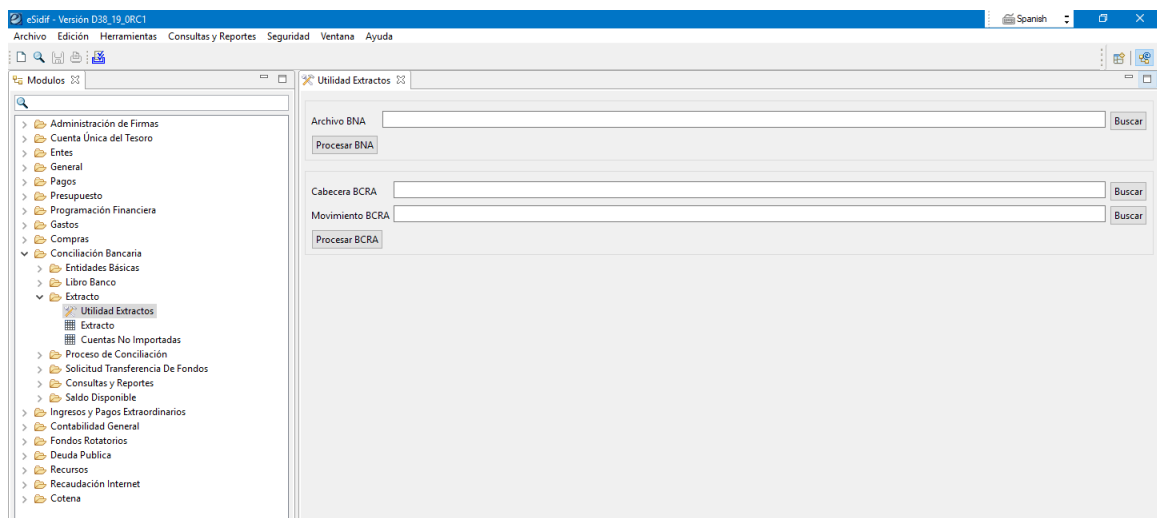 eSidif - Versión D38_19_0RC1
Spanish
Archivo Edición Herramientas Consultas y Reportes Seguridad Ventana Ayuda
Modulos
Administración de Firmas
Cuenta Única del Tesoro
Entes
General
Pagos
Presupuesto
Programación Financiera
Gastos
Compras
Conciliación Bancaria
Entidades Básicas
Libro Banco
Extracto
Utilidad Extractos
Extracto
Cuentas No Importadas
Proceso de Conciliación
Solicitud Transferencia De Fondos
Consultas y Reportes
Saldo Disponible
Ingresos y Pagos Extraordinarios
Contabilidad General
Fondos Rotatorios
Deuda Publica
Recursos
Recaudación Internet
Cotena
Utilidad Extractos
Archivo BNA Buscar
Procesar BNA
Cabecera BCRA Buscar
Movimiento BCRA Buscar
Procesar BCRA